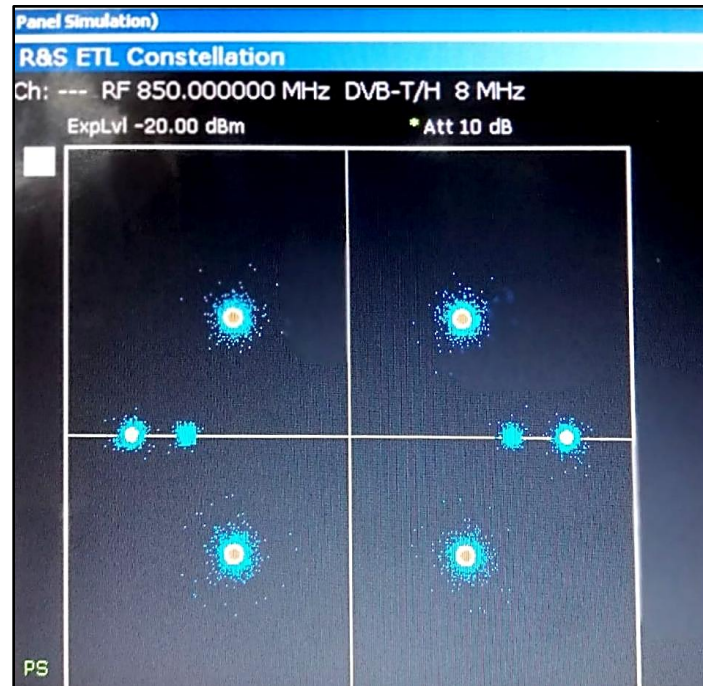 Panel Simulation)
R&S ETL Constellation
Ch: --- RF 850.000000 MHz DVB-T/H 8 MHz
ExpLvl -20.00 dBm * Att 10 dB
PS